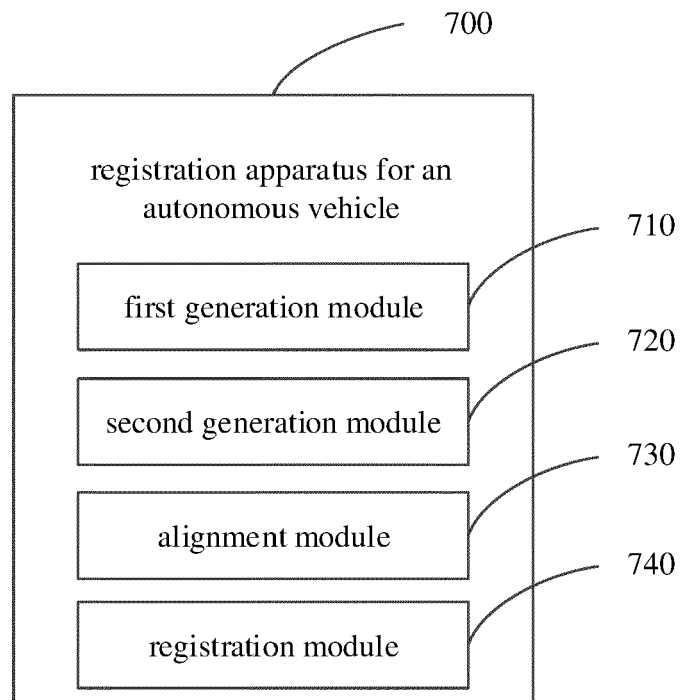 700
registration apparatus for an
autonomous vehicle
710
first generation module
720
second generation module
730
alignment module
740
registration module